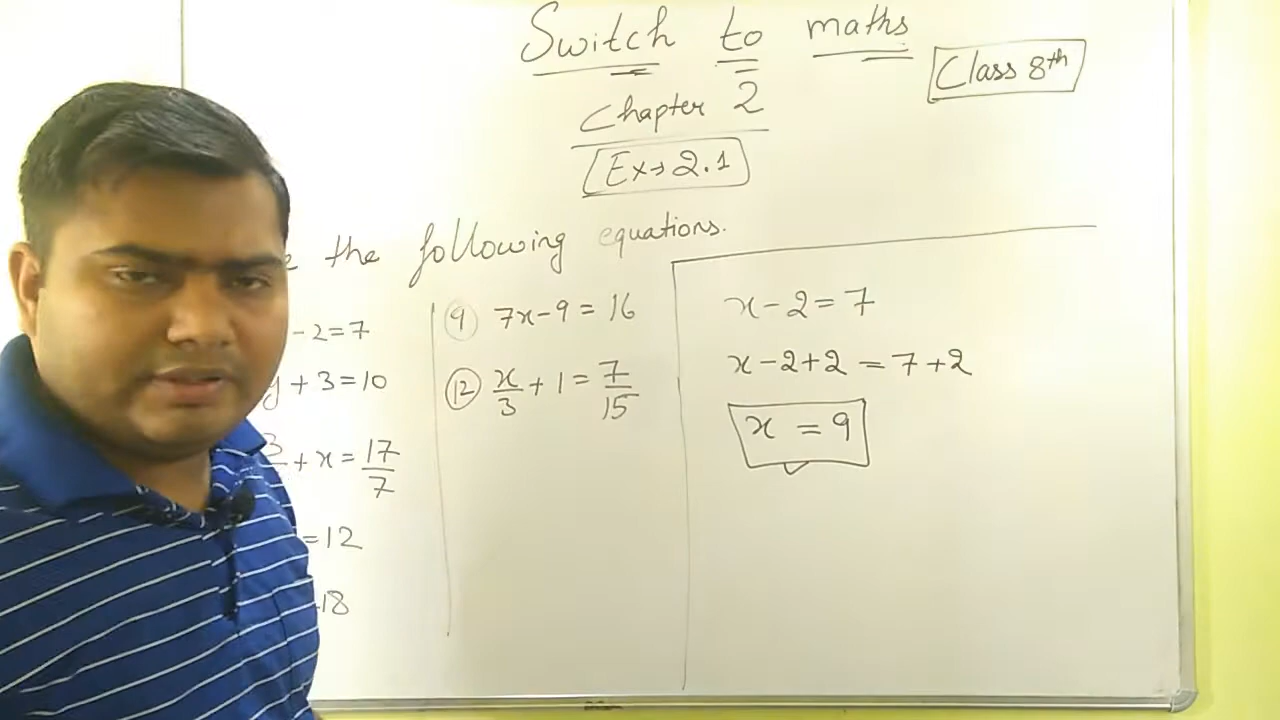 Switch to maths
Class 8th
Chapter 2
Ex→2.1
the following equations.
-2=7
y+3=10
3/ +x=17/7
=12
18
9 7x-9=16
12 x/3+1=7/15
x-2=7
x-2+2=7+2
x=9